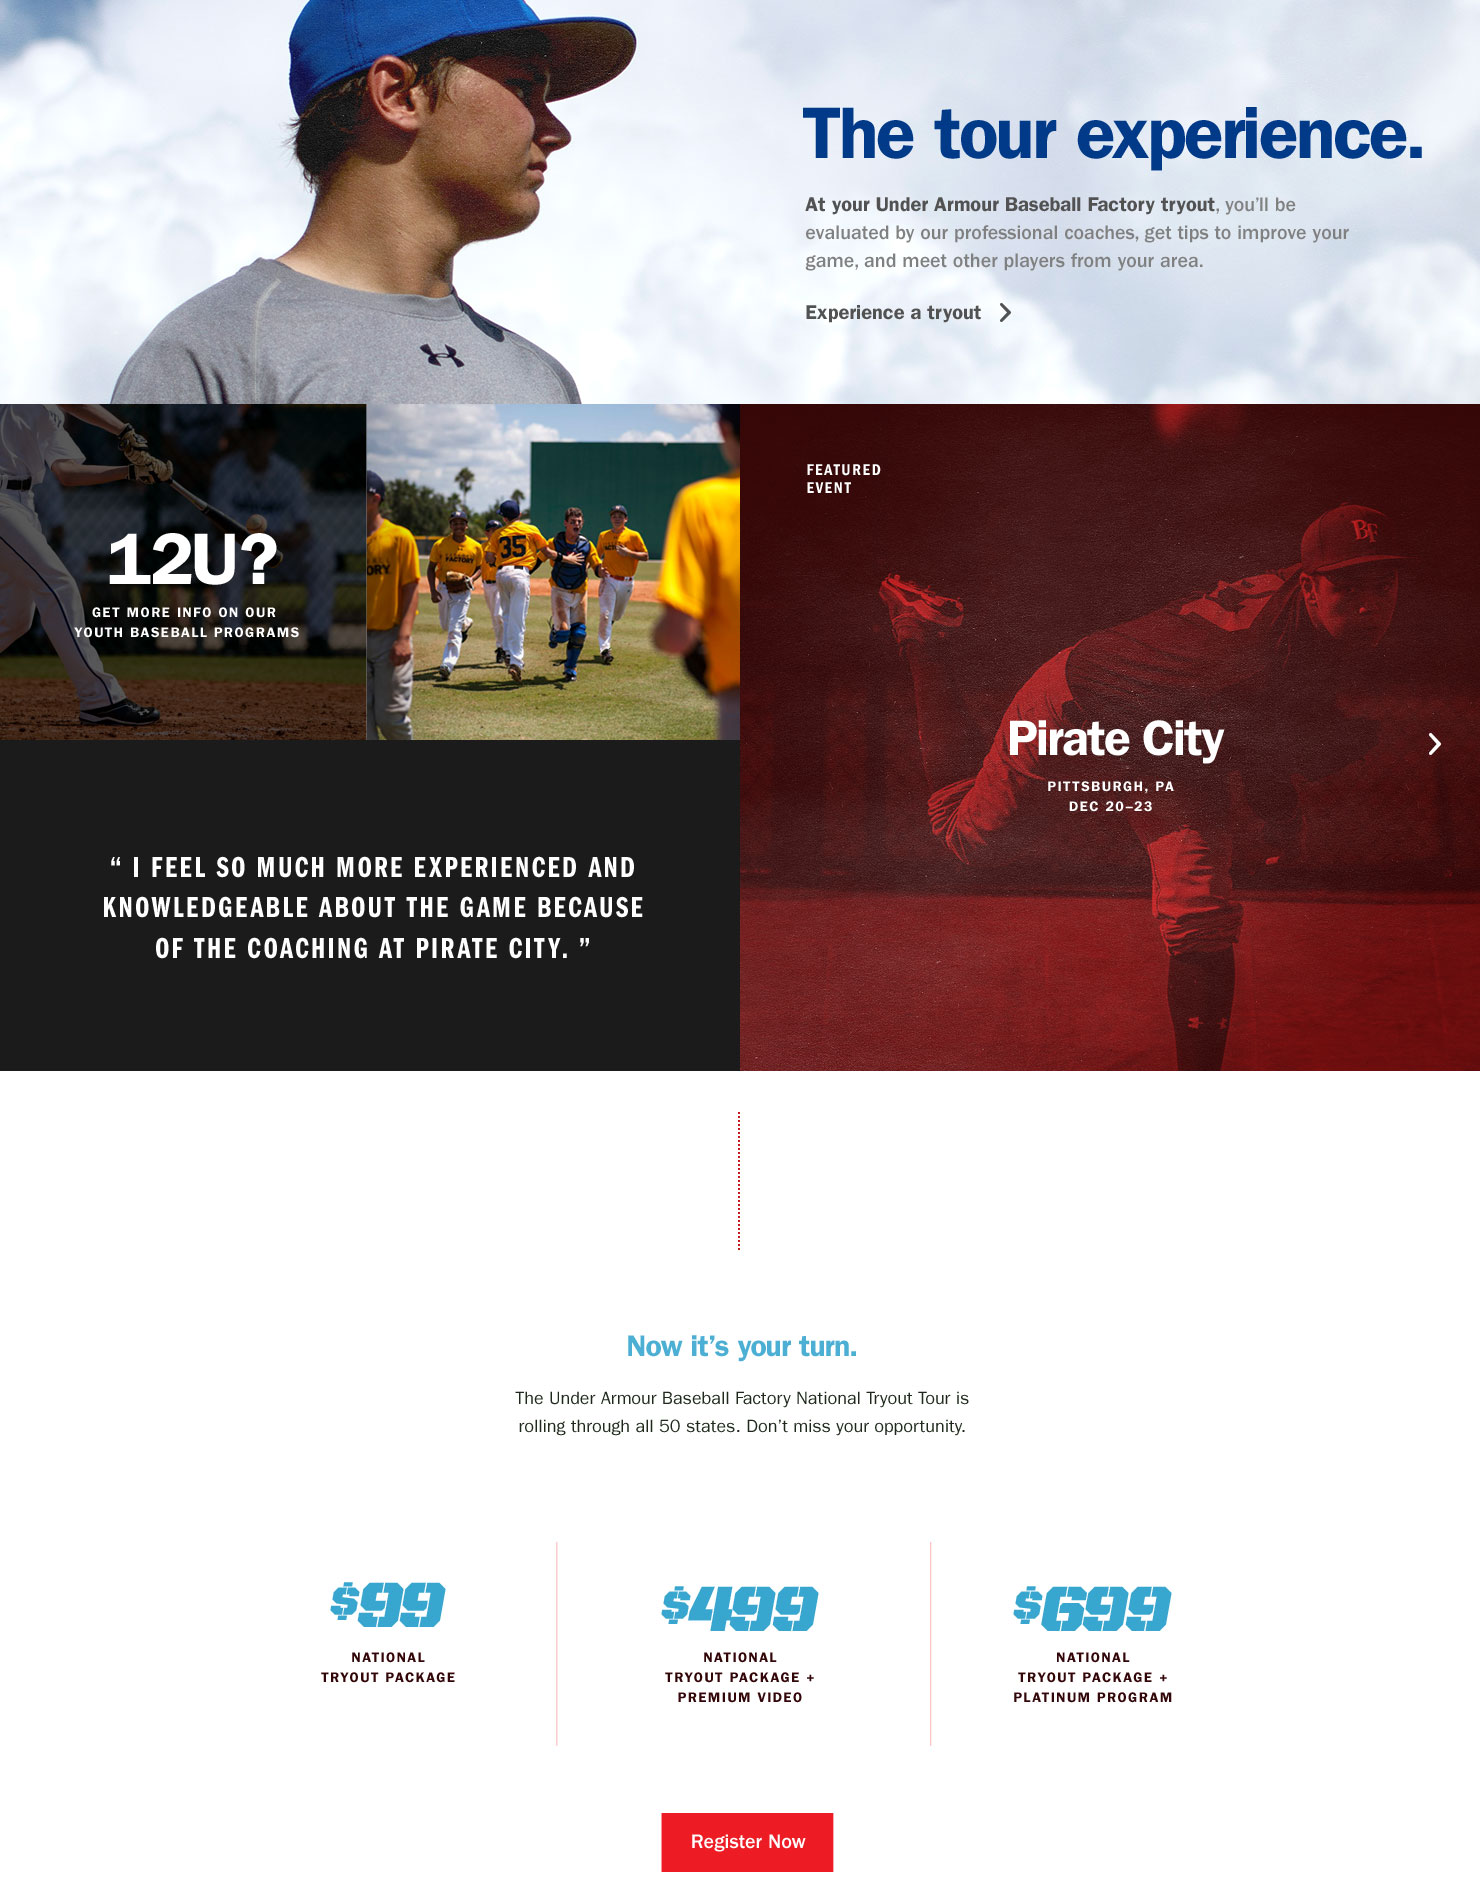 The tour experience.
At your Under Armour Baseball Factory tryout, you’ll be
evaluated by our professional coaches, get tips to improve your
game, and meet other players from your area.
Experience a tryout
12U?
GET MORE INFO ON OUR
YOUTH BASEBALL PROGRAMS
ORY
FACTORY
35
FEATURED
EVENT
BF
Pirate City
PITTSBURGH, PA
DEC 20–23
“ I FEEL SO MUCH MORE EXPERIENCED AND
KNOWLEDGEABLE ABOUT THE GAME BECAUSE
OF THE COACHING AT PIRATE CITY. ”
Now it’s your turn.
The Under Armour Baseball Factory National Tryout Tour is
rolling through all 50 states. Don’t miss your opportunity.
$99
NATIONAL
TRYOUT PACKAGE
$499
NATIONAL
TRYOUT PACKAGE +
PREMIUM VIDEO
$699
NATIONAL
TRYOUT PACKAGE +
PLATINUM PROGRAM
Register Now